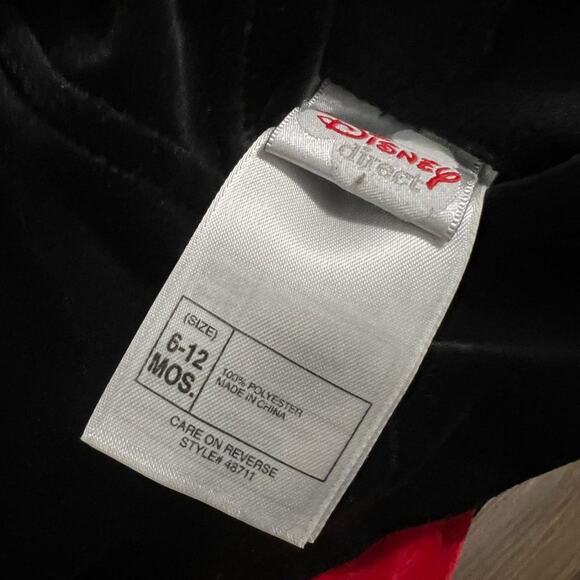 Disney
direct
(SIZE)
6-12
MOS.
100% POLYESTER
MADE IN CHINA
CARE ON REVERSE
STYLE# 48711